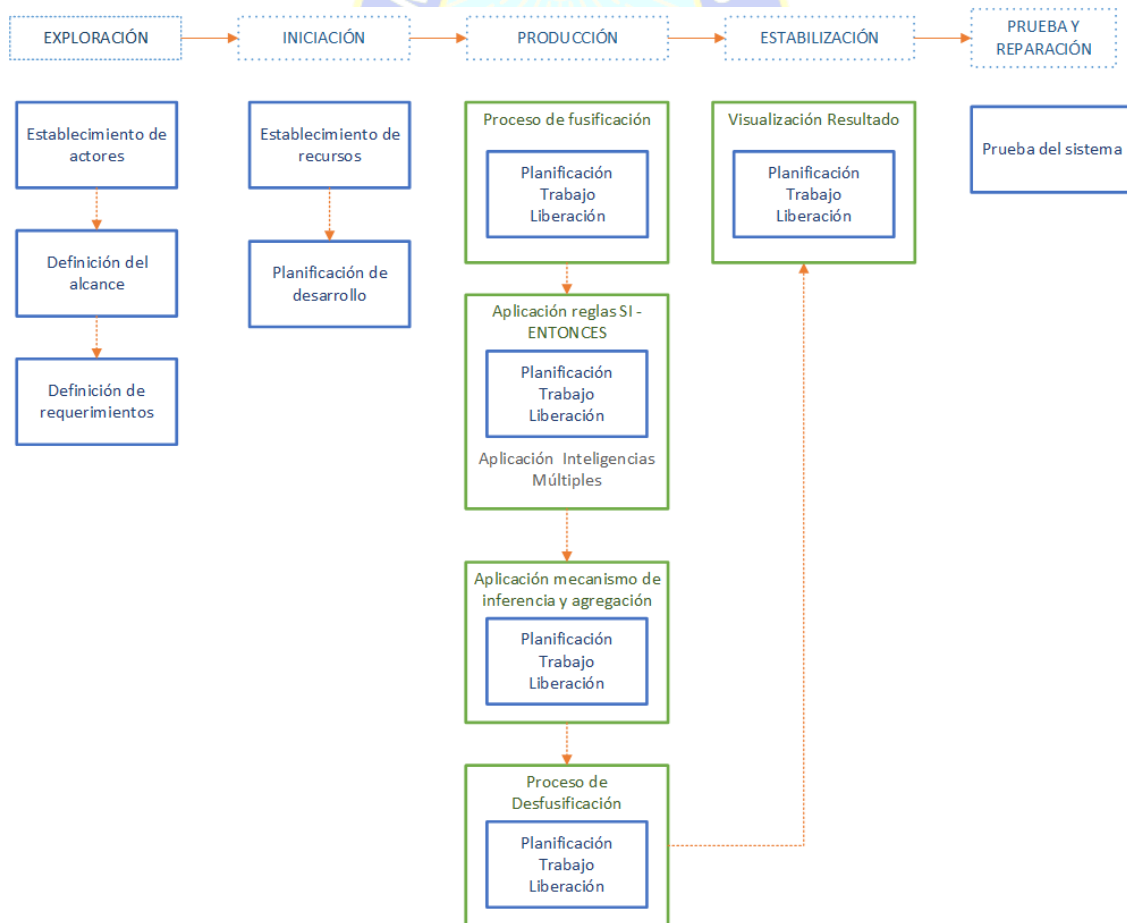 EXPLORACIÓN
INICIACIÓN
PRODUCCIÓN
ESTABILIZACIÓN
PRUEBA Y
REPARACIÓN
Establecimiento de
actores
Definición del
alcance
Definición de
requerimientos
Establecimiento de
recursos
Planificación de
desarrollo
Proceso de fusificación
Planificación
Trabajo
Liberación
Aplicación reglas SI -
ENTONCES
Planificación
Trabajo
Liberación
Aplicación Inteligencias
Múltiples
Aplicación mecanismo de
inferencia y agregación
Planificación
Trabajo
Liberación
Proceso de
Desfusificación
Planificación
Trabajo
Liberación
Visualización Resultado
Planificación
Trabajo
Liberación
Prueba del sistema